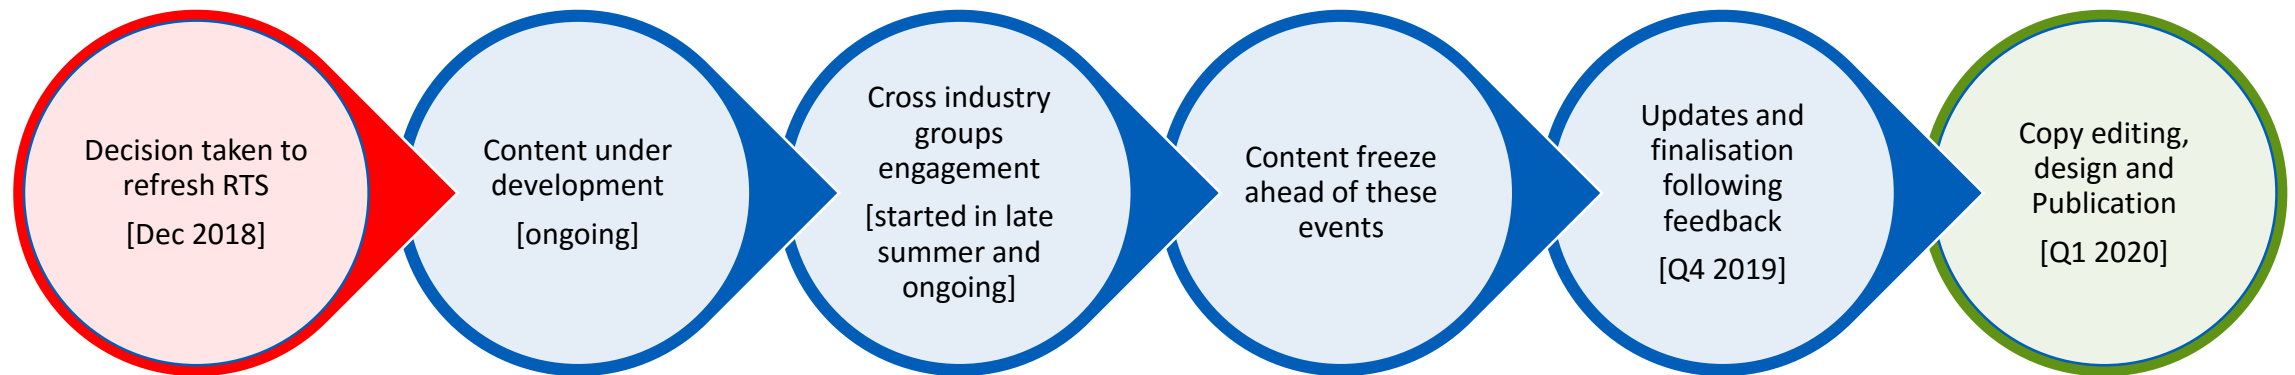 Decision taken to
refresh RTS
[Dec 2018]
Content under
development
[ongoing]
Cross industry
groups
engagement
[started in late
summer and
ongoing]
Content freeze
ahead of these
events
Updates and
finalisation
following
feedback
[Q4 2019]
Copy editing,
design and
Publication
[Q1 2020]